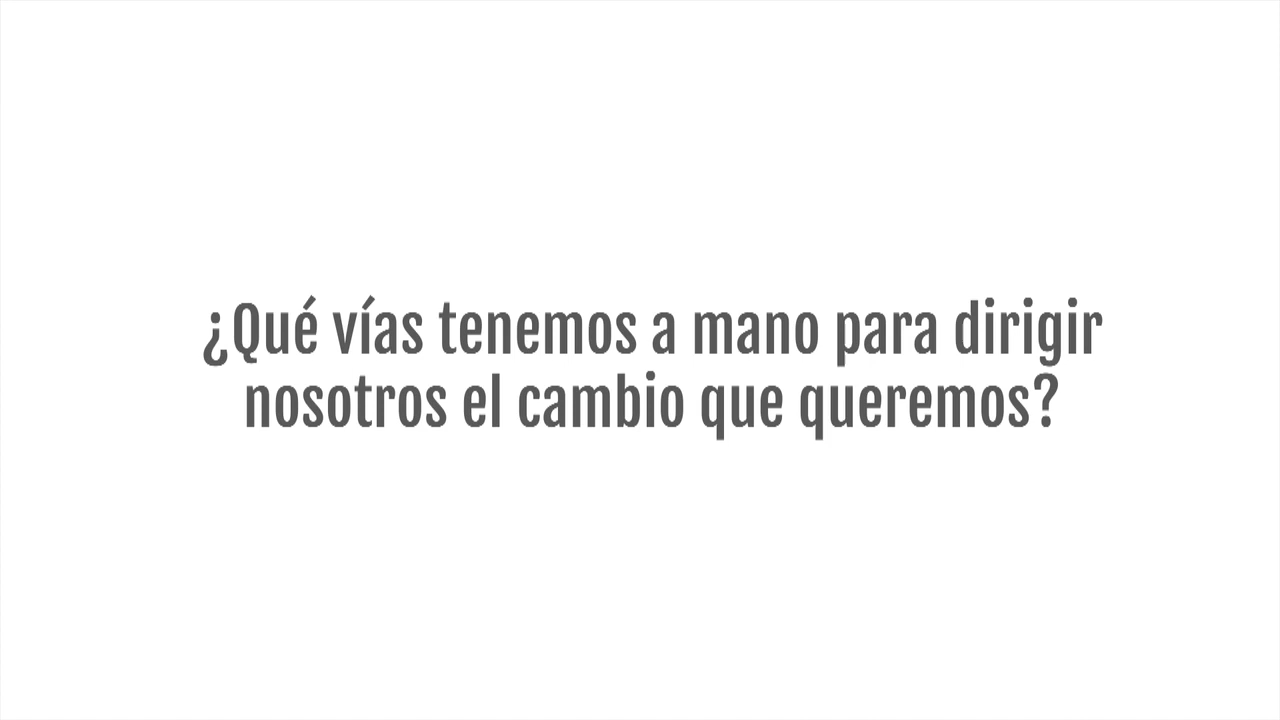 ¿Qué vías tenemos a mano para dirigir
nosotros el cambio que queremos?